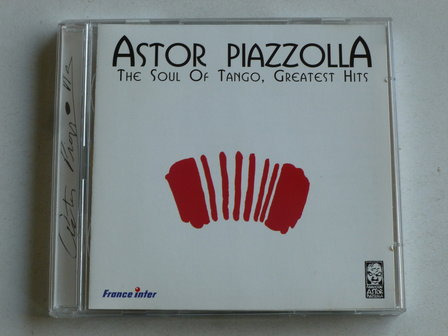 ASTOR PIAZZOLLA
THE SOUL OF TANGO, GREATEST HITS
France inter